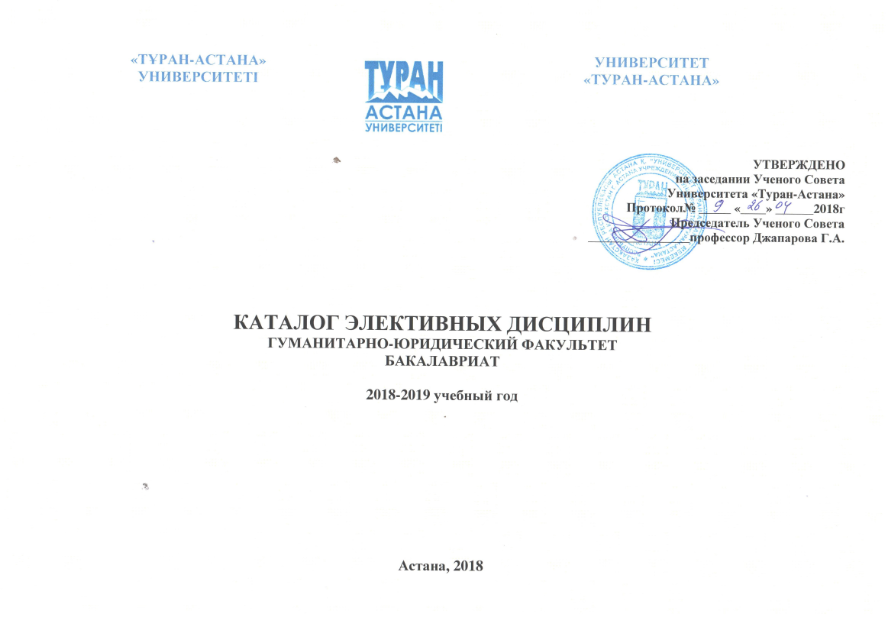 «ТҰРАН-АСТАНА»
УНИВЕРСИТЕТІ
ТҰРАН
АСТАНА
УНИВЕРСИТЕТІ
УНИВЕРСИТЕТ
«ТУРАН-АСТАНА»
УТВЕРЖДЕНО
на заседании Ученого Совета
Университета «Туран-Астана»
Протокол№ 9 «26» 04 2018г
Председатель Ученого Совета
профессор Джапарова Г.А.
КАТАЛОГ ЭЛЕКТИВНЫХ ДИСЦИПЛИН
ГУМАНИТАРНО-ЮРИДИЧЕСКИЙ ФАКУЛЬТЕТ
БАКАЛАВРИАТ
2018-2019 учебный год
Астана, 2018